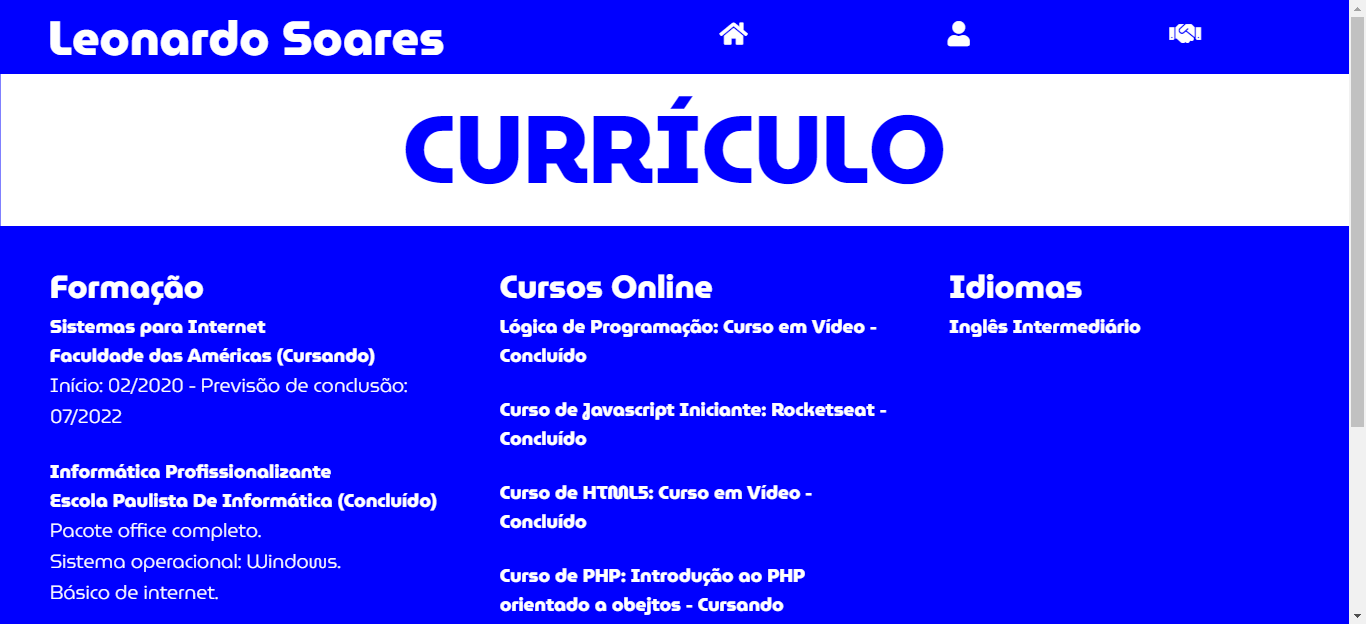 Leonardo Soares
CURRÍCULO
Formação
Sistemas para Internet
Faculdade das Américas (Cursando)
Início: 02/2020 - Previsão de conclusão:
07/2022
Informática Profissionalizante
Escola Paulista De Informática (Concluído)
Pacote office completo.
Sistema operacional: Windows.
Básico de internet.
Cursos Online
Lógica de Programação: Curso em Vídeo -
Concluído
Curso de Javascript Iniciante: Rocketseat -
Concluído
Curso de HTML5: Curso em Vídeo -
Concluído
Curso de PHP: Introdução ao PHP
orientado a obejtos - Cursando
Idiomas
Inglês Intermediário